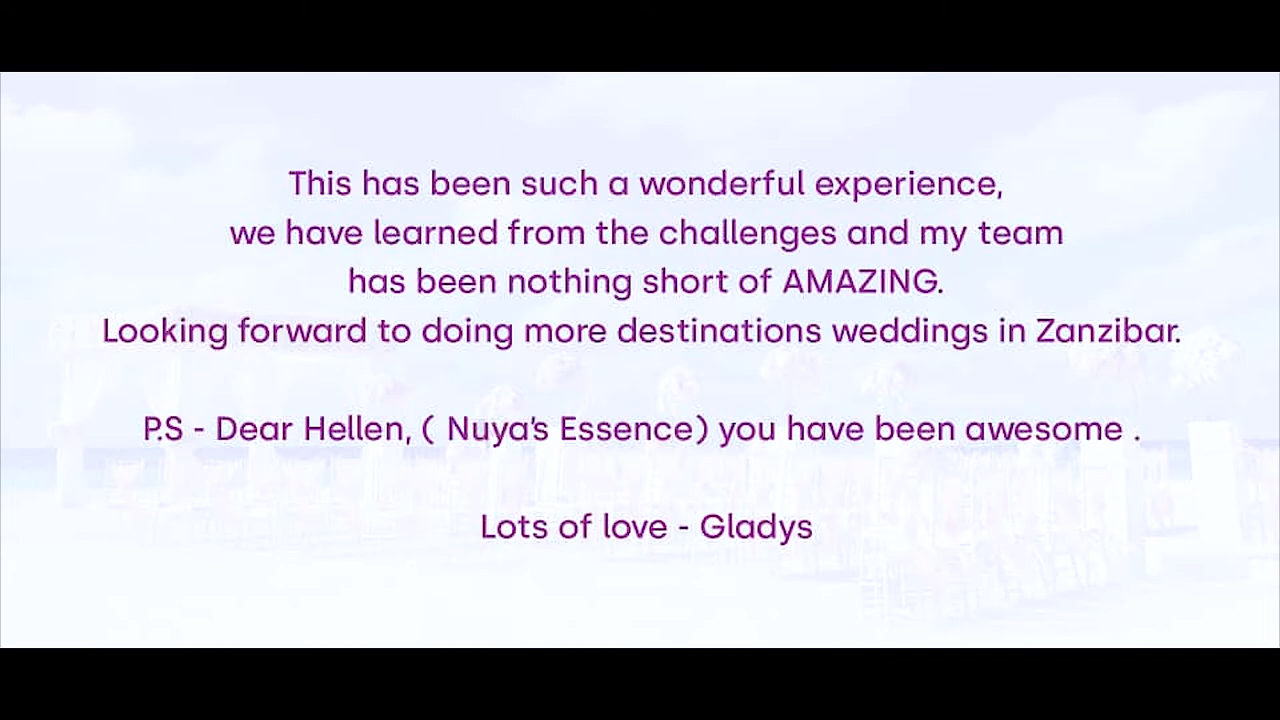 This has been such a wonderful experience,
we have learned from the challenges and my team
has been nothing short of AMAZING.
Looking forward to doing more destinations weddings in Zanzibar.
P.S - Dear Hellen, ( Nuya's Essence) you have been awesome .
Lots of love - Gladys